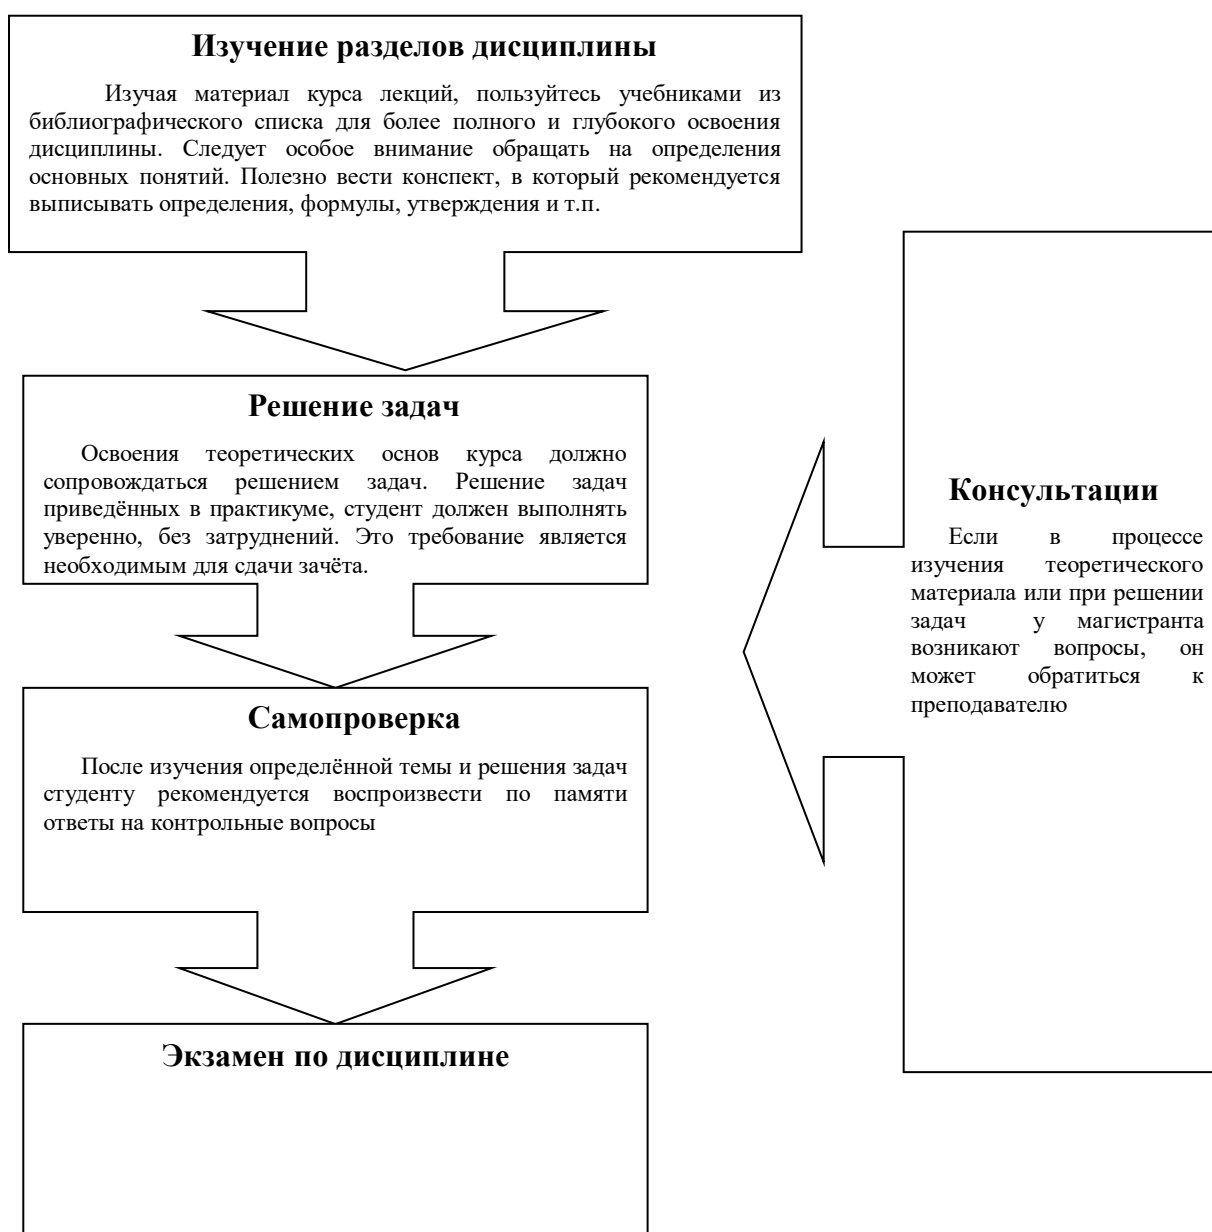 Изучение разделов дисциплины
Изучая материал курса лекций, пользуйтесь учебниками из
библиографического списка для более полного и глубокого освоения
дисциплины. Следует особое внимание обращать на определения
основных понятий. Полезно вести конспект, в который рекомендуется
выписывать определения, формулы, утверждения и т.п.
Решение задач
Освоения теоретических основ курса должно
сопровождаться решением задач. Решение задач
приведённых в практикуме, студент должен выполнять
уверенно, без затруднений. Это требование является
необходимым для сдачи зачёта.
Самопроверка
После изучения определённой темы и решения задач
студенту рекомендуется воспроизвести по памяти
ответы на контрольные вопросы
Экзамен по дисциплине
Консультации
Если в процессе
изучения теоретического
материала или при решении
задач у магистранта
возникают вопросы, он
может обратиться к
преподавателю